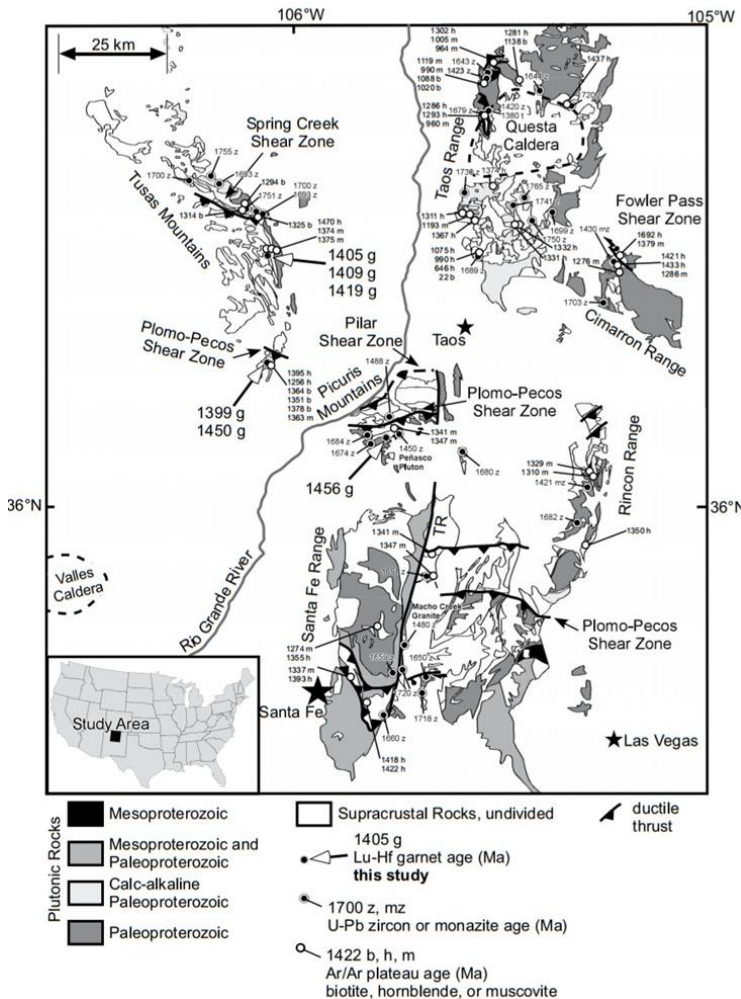 106°W
105°W
25 km
1302 h
1005 m
964 m
1281 h
1138 b
1119 m
990 m
1088 b
1020 b
1643 z
1423 z
1644 z
1437 h
1720
1286 h
1293 h
960 m
1679 z
1420 z
1380 t
Questa
Caldera
Taos Range
Spring Creek
Shear Zone
1755 z
1700 z
1693 z
1294 b
1751 z
1700 z
1693 z
1314 b
1325 b
1470 h
1374 m
1375 m
Tusas Mountains
1405 g
1409 g
1419 g
1374 h
1765 z
1741
1311 h
1193 m
1367 h
1699 z
1750 z
1332 h
1331 h
1075 h
990 b
646 h
22 b
1689 z
Fowler Pass
Shear Zone
1430 mz
1692 h
1379 m
1421 h
1433 h
1286 m
1276 m
1703 z
Cimarron Range
Plomo-Pecos
Shear Zone
1395 h
1256 h
1364 b
1351 b
1378 b
1363 m
1399 g
1450 g
Pilar
Shear Zone
Taos
1488 z
Picuris
Mountains
Plomo-Pecos
Shear Zone
1341 m
1347 m
1684 z
1674 z
1450 z
Peñasco
Pluton
1680 z
1456 g
Rincon Range
1329 m
1310 m
1421 mz
1682 z
1350 h
36°N
36°N
Valles
Caldera
Rio Grande River
Santa Fe Range
TR
1341 m
1347 m
Macho Creek
Granite
1480 z
1274 m
1355 h
1337 m
1393 h
1650 z
1720 z
1718 z
1660 z
1418 h
1422 h
Plomo-Pecos
Shear Zone
Santa Fe
Las Vegas
Study Area
Plutonic Rocks
Mesoproterozoic
Mesoproterozoic and
Paleoproterozoic
Calc-alkaline
Paleoproterozoic
Paleoproterozoic
Supracrustal Rocks, undivided
ductile
thrust
1405 g
Lu-Hf garnet age (Ma)
this study
1700 z, mz
U-Pb zircon or monazite age (Ma)
1422 b, h, m
Ar/Ar plateau age (Ma)
biotite, hornblende, or muscovite